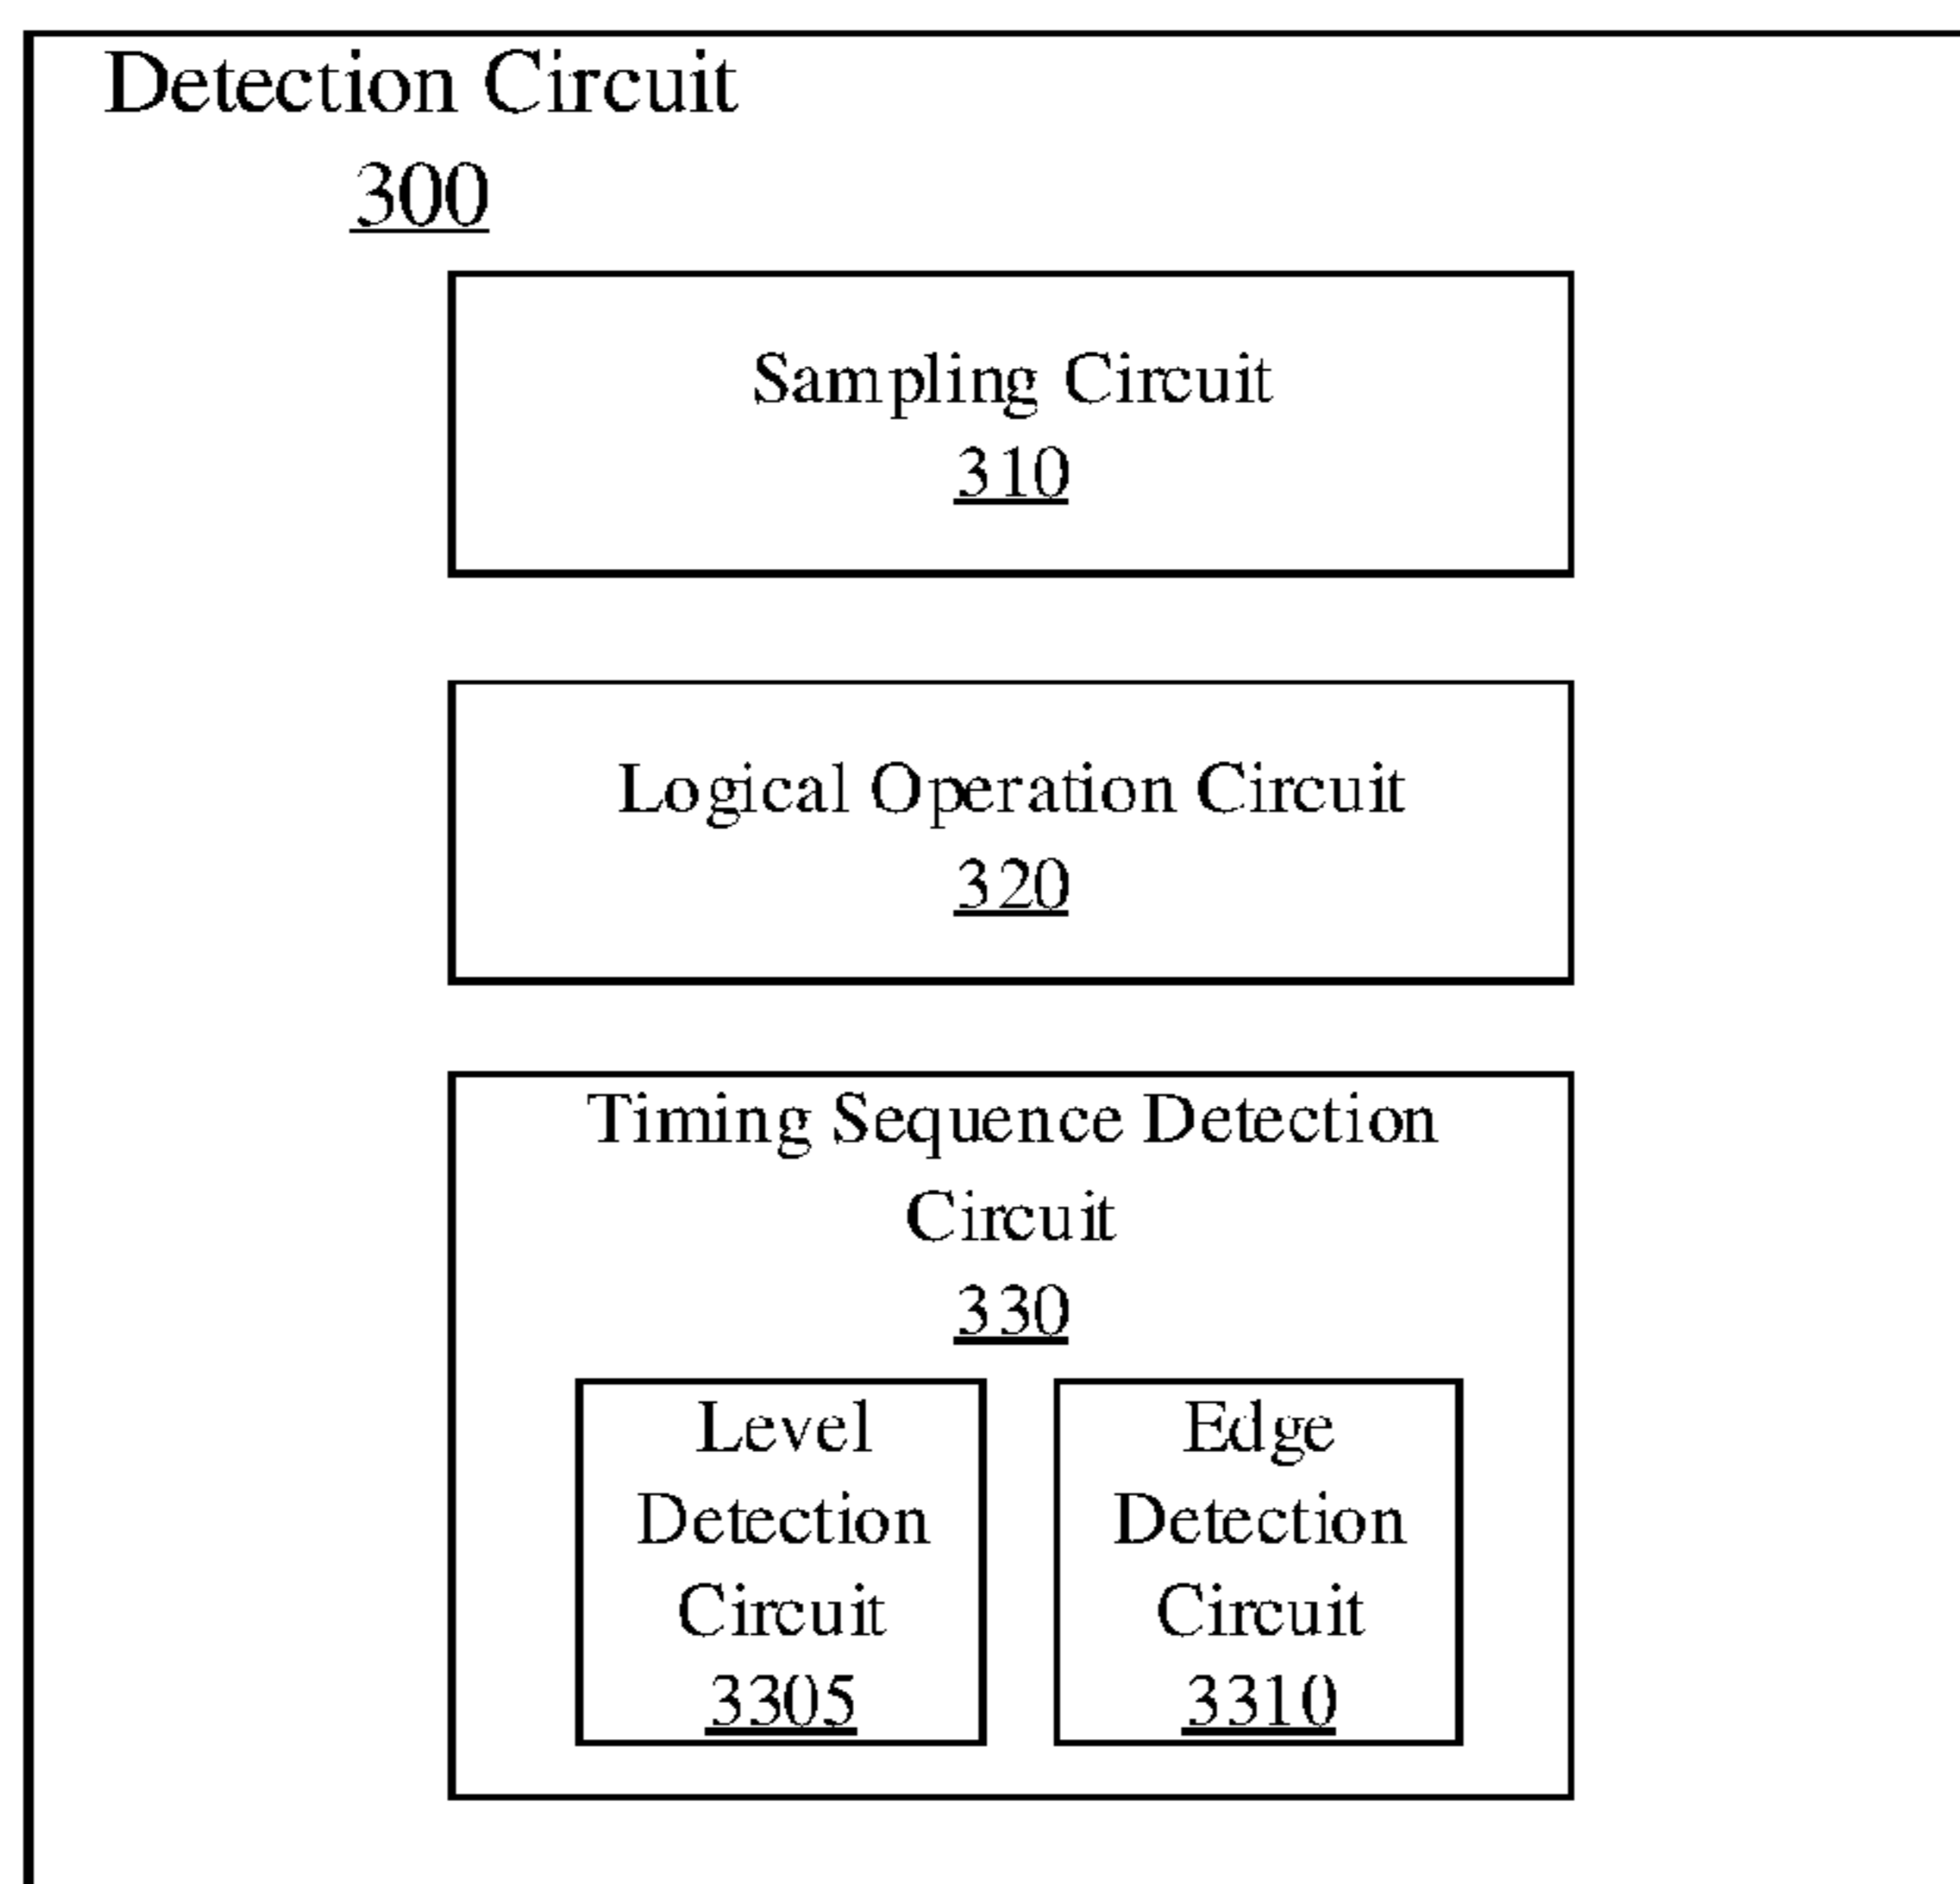 Detection Circuit
300
Sampling Circuit
310
Logical Operation Circuit
320
Timing Sequence Detection
Circuit
330
Level
Detection
Circuit
3305
Edge
Detection
Circuit
3310